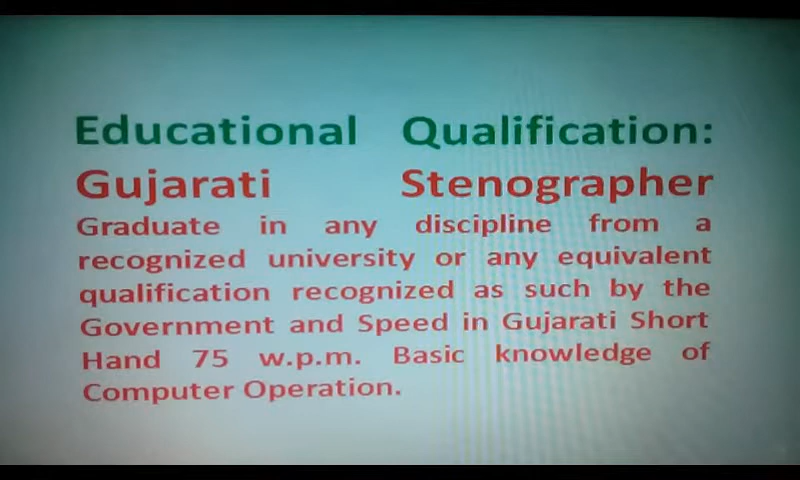 Educational Qualification:
Gujarati Stenographer
Graduate in any discipline from a
recognized university or any equivalent
qualification recognized as such by the
Government and Speed in Gujarati Short
Hand 75 w.p.m. Basic knowledge of
Computer Operation.